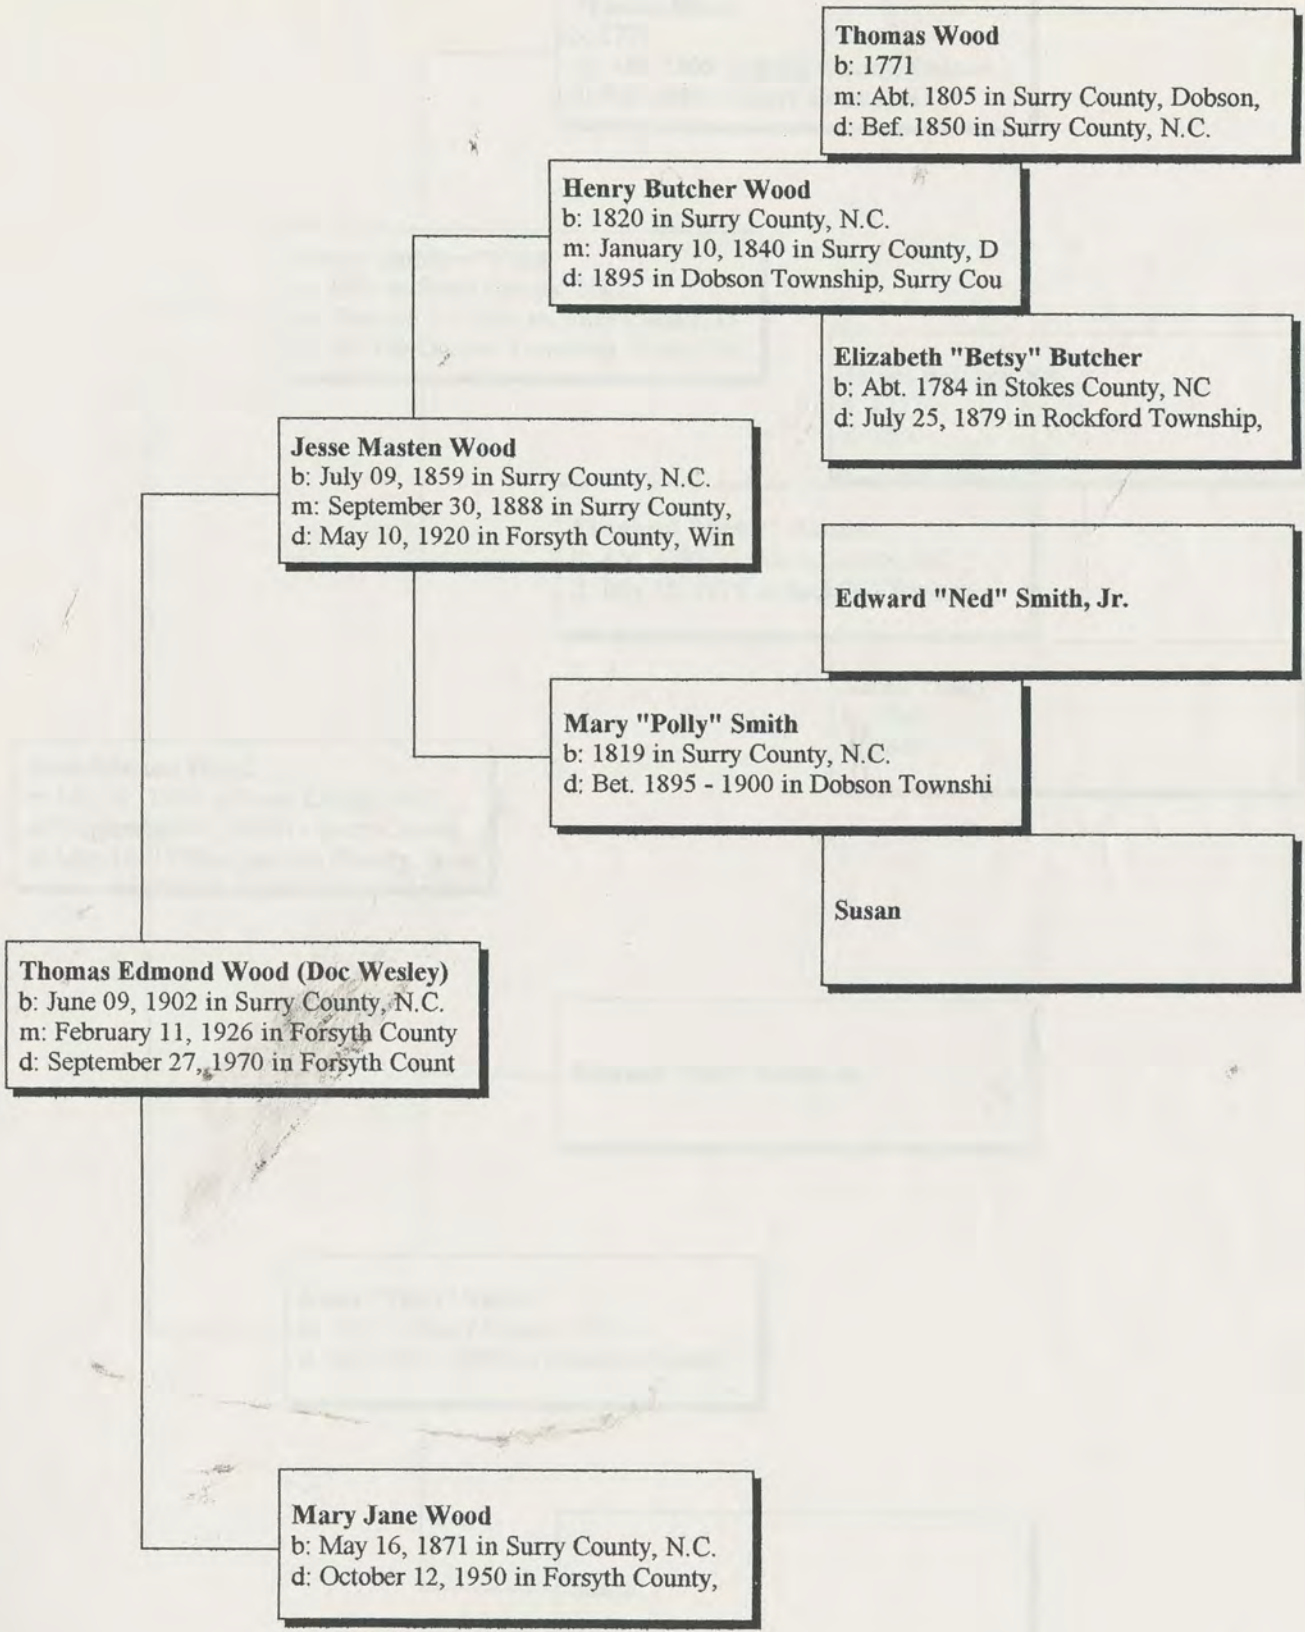 Thomas Wood
b: 1771
m: Abt. 1805 in Surry County, Dobson,
d: Bef. 1850 in Surry County, N.C.
Henry Butcher Wood
b: 1820 in Surry County, N.C.
m: January 10, 1840 in Surry County, D
d: 1895 in Dobson Township, Surry Cou
Elizabeth "Betsy" Butcher
b: Abt. 1784 in Stokes County, NC
d: July 25, 1879 in Rockford Township,
Jesse Masten Wood
b: July 09, 1859 in Surry County, N.C.
m: September 30, 1888 in Surry County,
d: May 10, 1920 in Forsyth County, Win
Edward "Ned" Smith, Jr.
Mary "Polly" Smith
b: 1819 in Surry County, N.C.
d: Bet. 1895 - 1900 in Dobson Townshi
Susan
Thomas Edmond Wood (Doc Wesley)
b: June 09, 1902 in Surry County, N.C.
m: February 11, 1926 in Forsyth County
d: September 27, 1970 in Forsyth Count
Mary Jane Wood
b: May 16, 1871 in Surry County, N.C.
d: October 12, 1950 in Forsyth County,